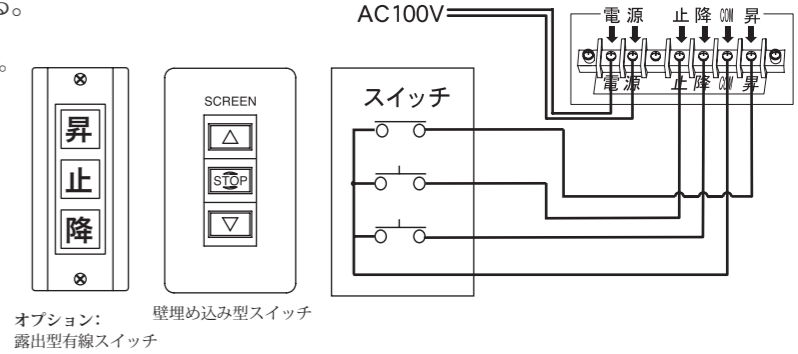 る。
。
AC100V
電源 止 降 COM 昇
電源 止 降 COM 昇
スイッチ
昇
止
降
SCREEN
△
STOP
▽
壁埋め込み型スイッチ
オプション:
露出型有線スイッチ